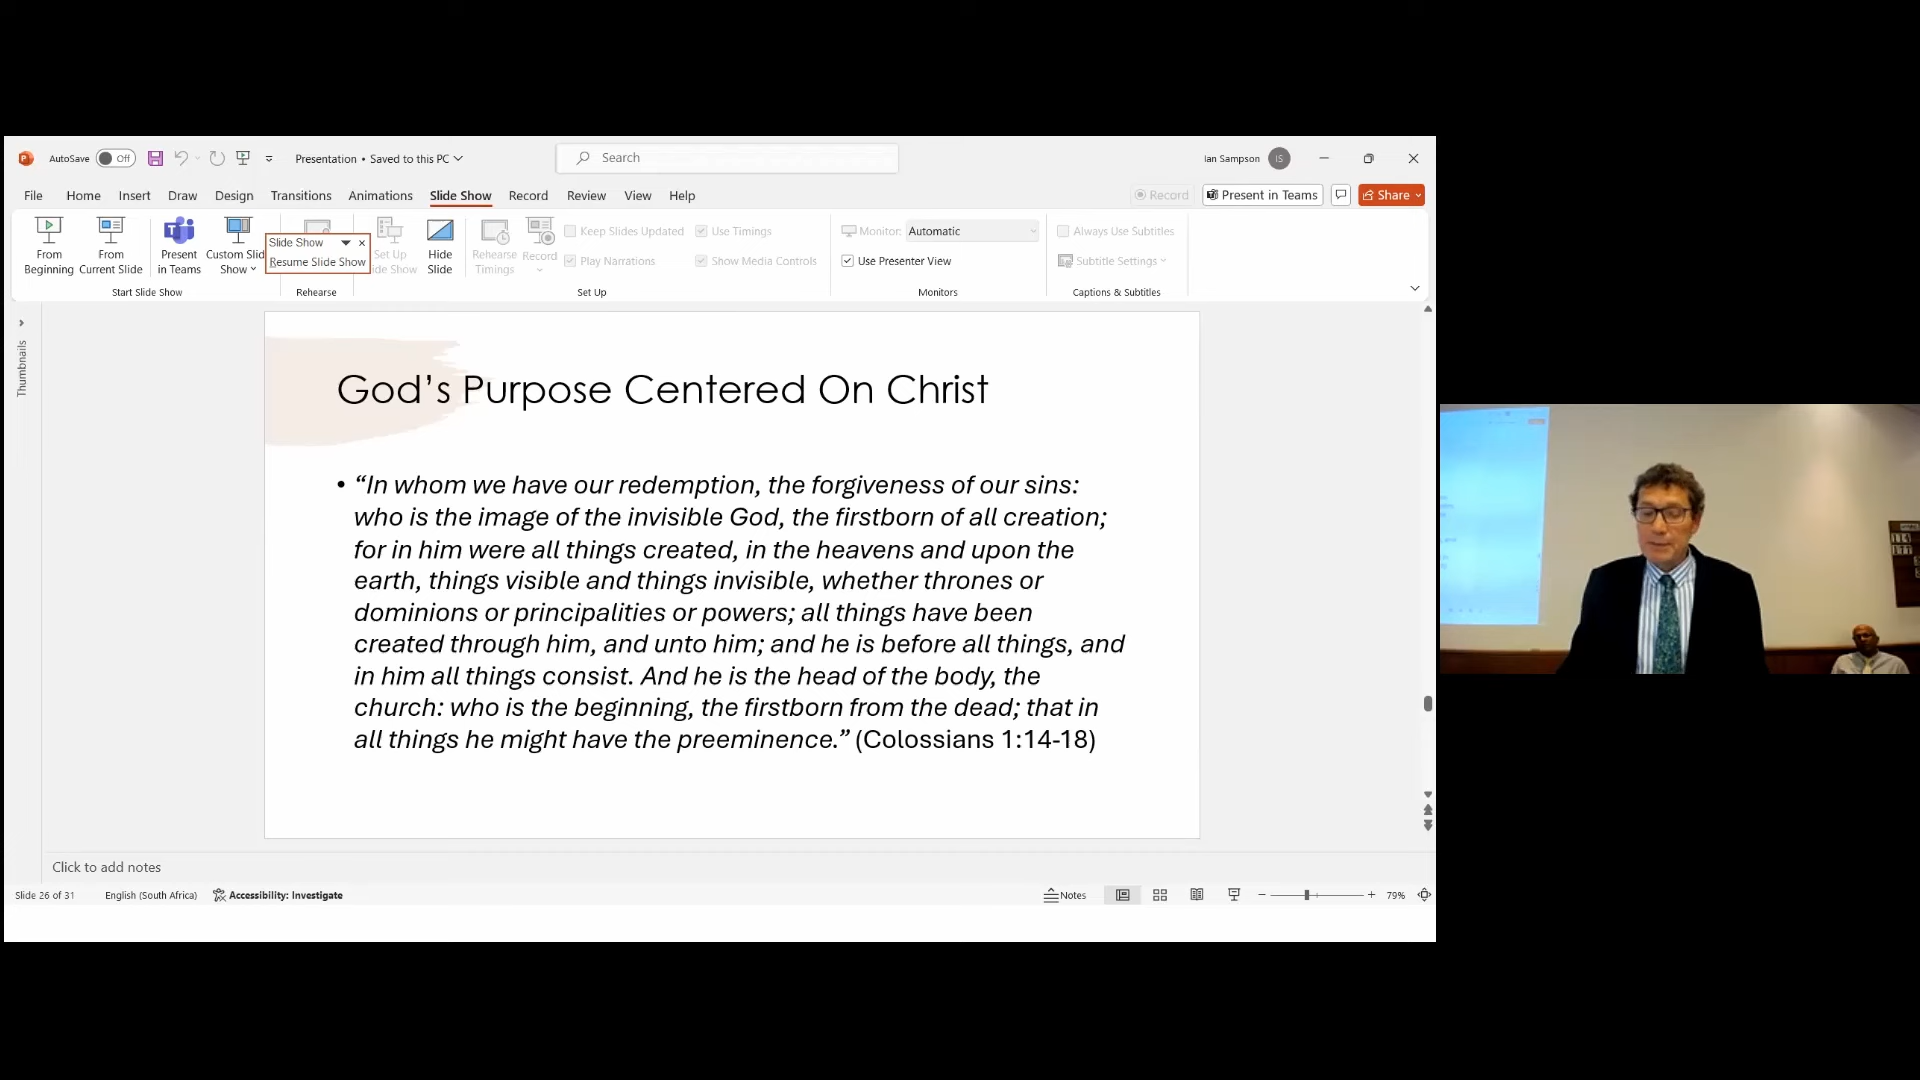 AutoSave Off Presentation • Saved to this PC Search Ian Sampson IS
File Home Insert Draw Design Transitions Animations Slide Show Record Review View Help Record Present in Teams Share
From Beginning
From Current Slide
Present in Teams
Custom Slid Show
Slide Show
Resume Slide Show
Set Up ide Show
Hide Slide
Rehearse Timings
Record
Keep Slides Updated
Play Narrations
Use Timings
Show Media Controls
Monitor: Automatic
Use Presenter View
Always Use Subtitles
Subtitle Settings
Start Slide Show Rehearse Set Up Monitors Captions & Subtitles
Thumbnails
God’s Purpose Centered On Christ
• “In whom we have our redemption, the forgiveness of our sins:
who is the image of the invisible God, the firstborn of all creation;
for in him were all things created, in the heavens and upon the
earth, things visible and things invisible, whether thrones or
dominions or principalities or powers; all things have been
created through him, and unto him; and he is before all things, and
in him all things consist. And he is the head of the body, the
church: who is the beginning, the firstborn from the dead; that in
all things he might have the preeminence.” (Colossians 1:14-18)
Click to add notes
Slide 26 of 31 English (South Africa) Accessibility: Investigate Notes 79%